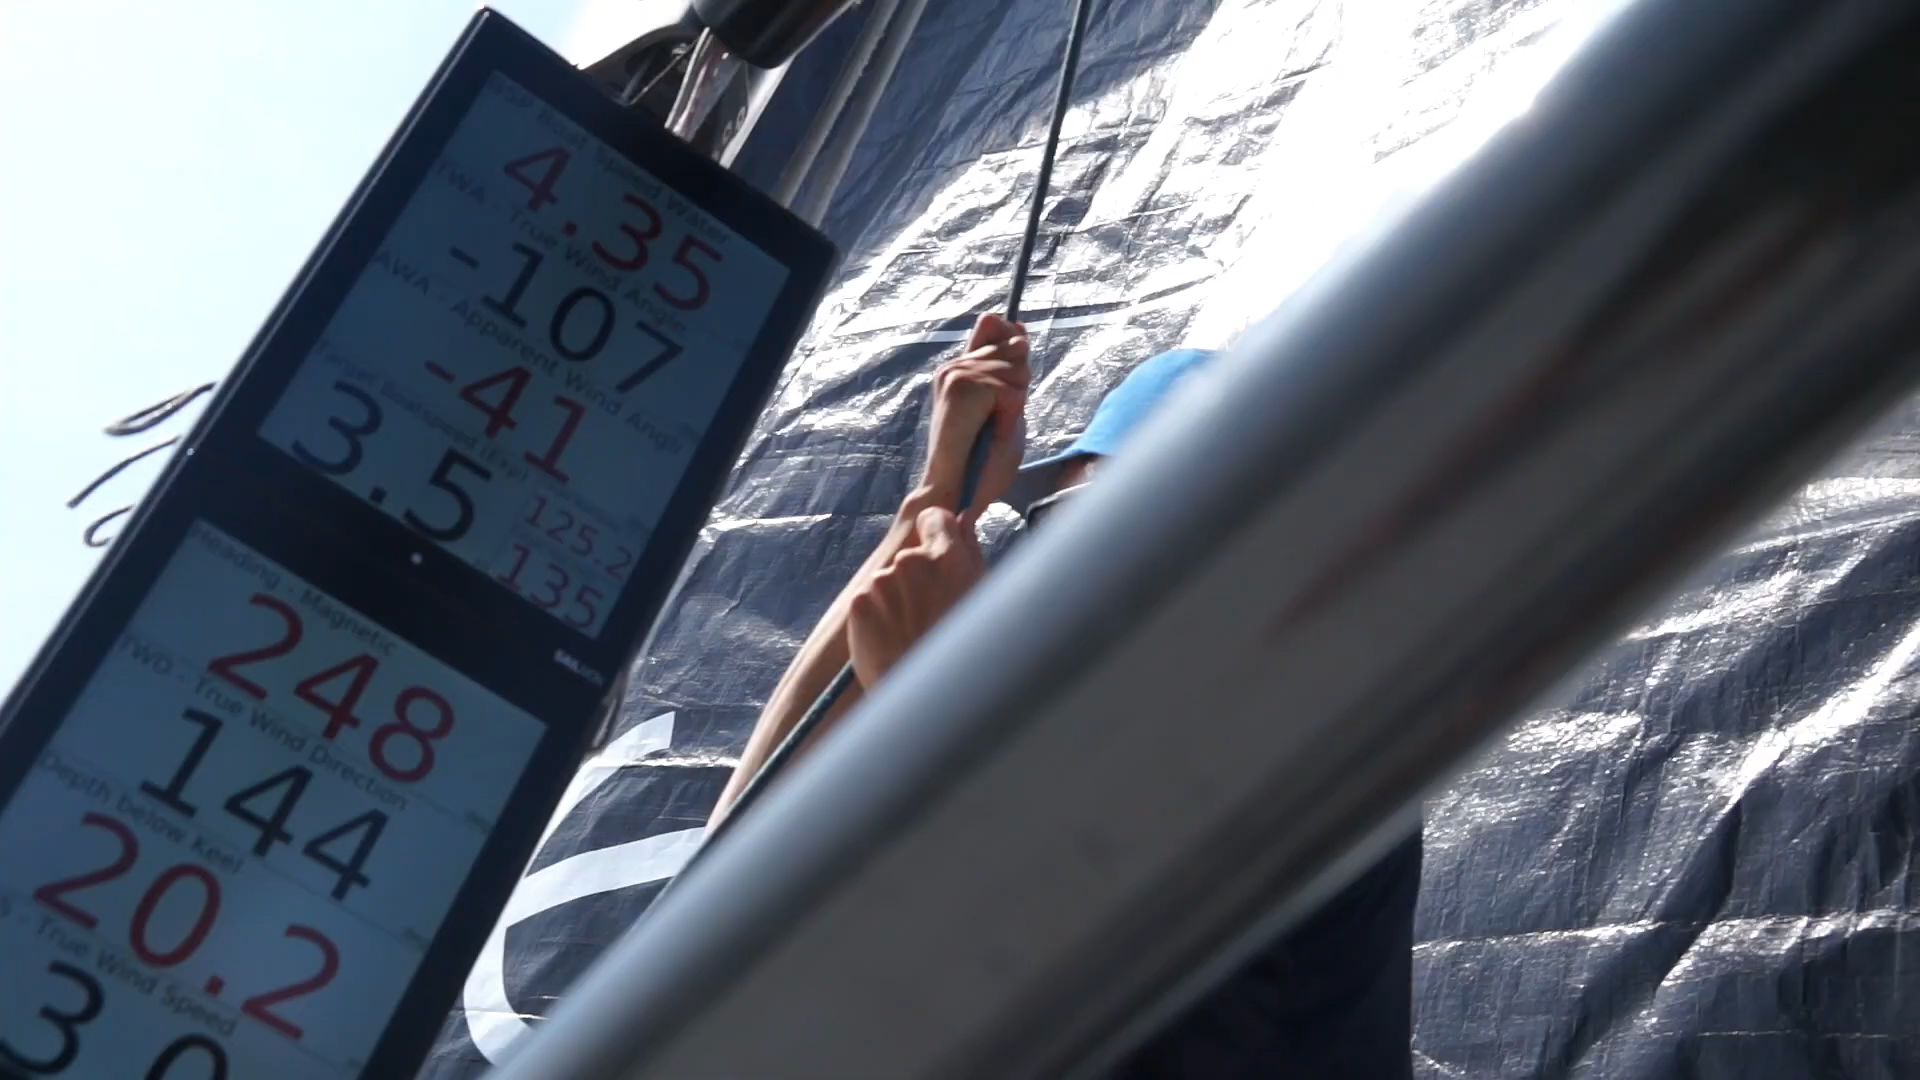 BSP - Boat Speed Water
4.35
TWA - True Wind Angle
-107
AWA - Apparent Wind Angle
-41
Target Boatspeed
3.5
125.2
135
Heading - Magnetic
248
TWD - True Wind Direction
144
Depth below Keel
20.2
True Wind Speed